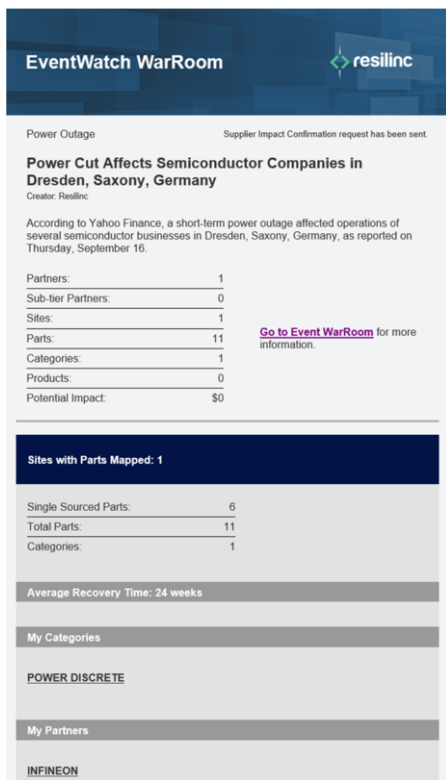 EventWatch WarRoom
resilinc
Power Outage
Supplier Impact Confirmation request has been sent.
Power Cut Affects Semiconductor Companies in
Dresden, Saxony, Germany
Creator: Resilinc
According to Yahoo Finance, a short-term power outage affected operations of
several semiconductor businesses in Dresden, Saxony, Germany, as reported on
Thursday, September 16.
Partners: 1
Sub-tier Partners: 0
Sites: 1
Parts: 11
Categories: 1
Products: 0
Potential Impact: $0
Go to Event WarRoom for more
information.
Sites with Parts Mapped: 1
Single Sourced Parts: 6
Total Parts: 11
Categories: 1
Average Recovery Time: 24 weeks
My Categories
POWER DISCRETE
My Partners
INFINEON